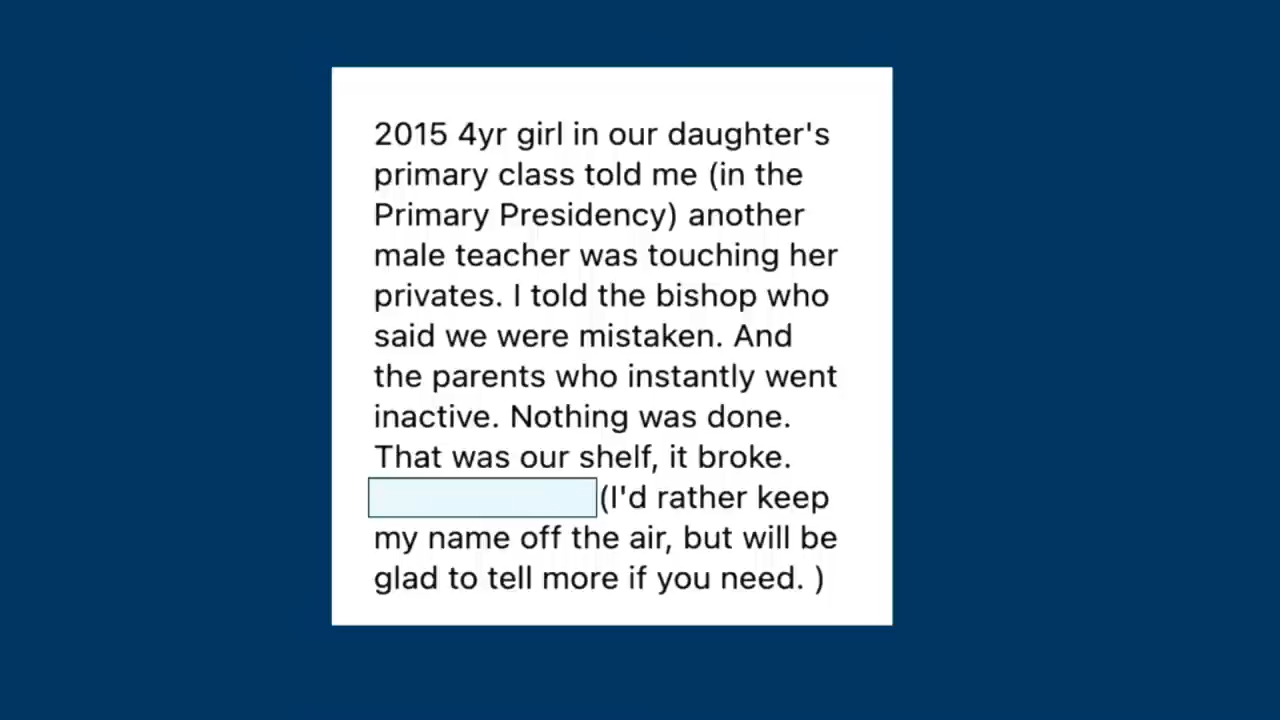 2015 4yr girl in our daughter's
primary class told me (in the
Primary Presidency) another
male teacher was touching her
privates. I told the bishop who
said we were mistaken. And
the parents who instantly went
inactive. Nothing was done.
That was our shelf, it broke.
(I'd rather keep
my name off the air, but will be
glad to tell more if you need. )